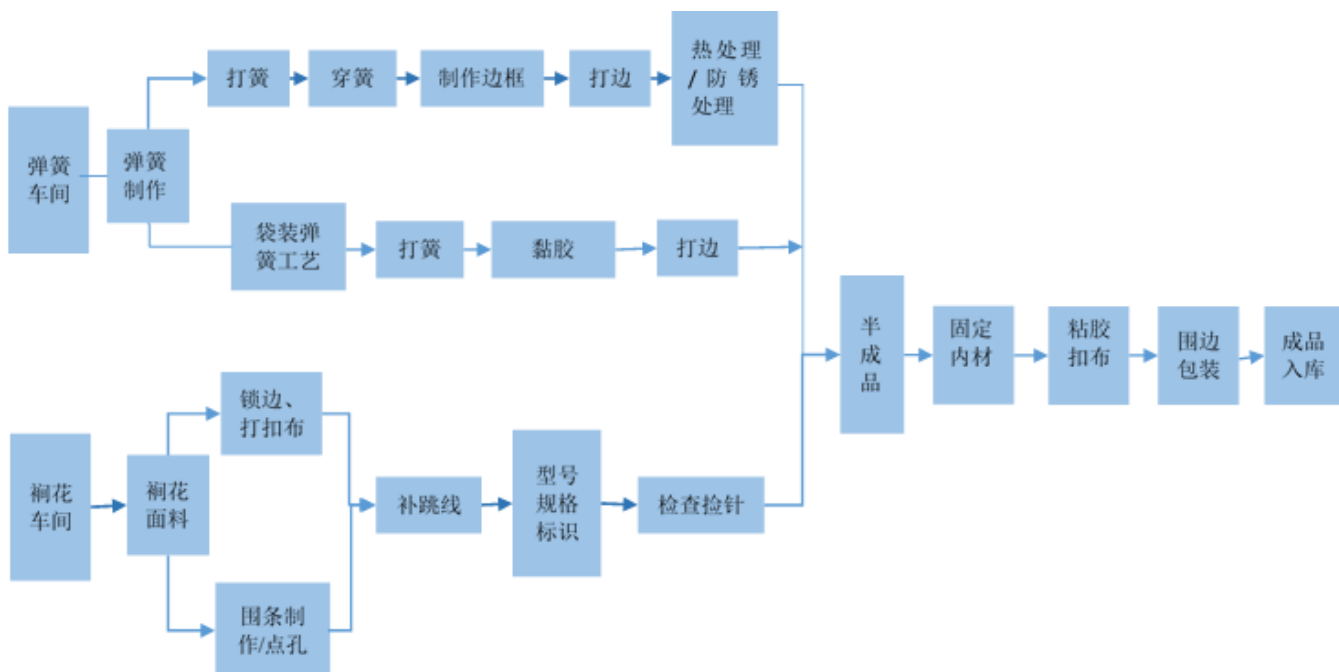 打簧
穿簧
制作边框
打边
热处理
/防锈
处理
弹簧
车间
弹簧
制作
袋装弹
簧工艺
打簧
黏胶
打边
半
成
品
固定
内材
粘胶
扣布
围边
包装
成品
入库
锁边、
打扣布
裥花
车间
裥花
面料
补跳线
型号
规格
标识
检查捡针
围条制
作/点孔